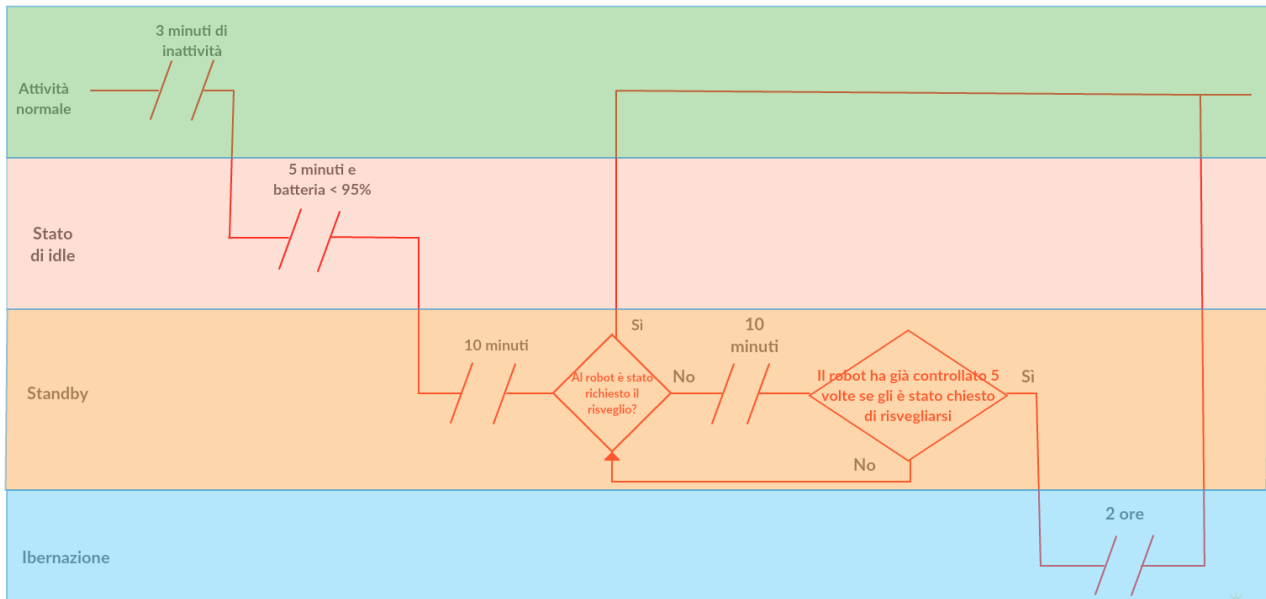 3 minuti di
inattività
Attività
normale
5 minuti e
batteria < 95%
Stato
di idle
Sì
10
minuti
10 minuti
Al robot è stato
richiesto il
risveglio?
No
Il robot ha già controllato 5
volte se gli è stato chiesto
di risvegliarsi
Sì
Standby
No
2 ore
Ibernazione